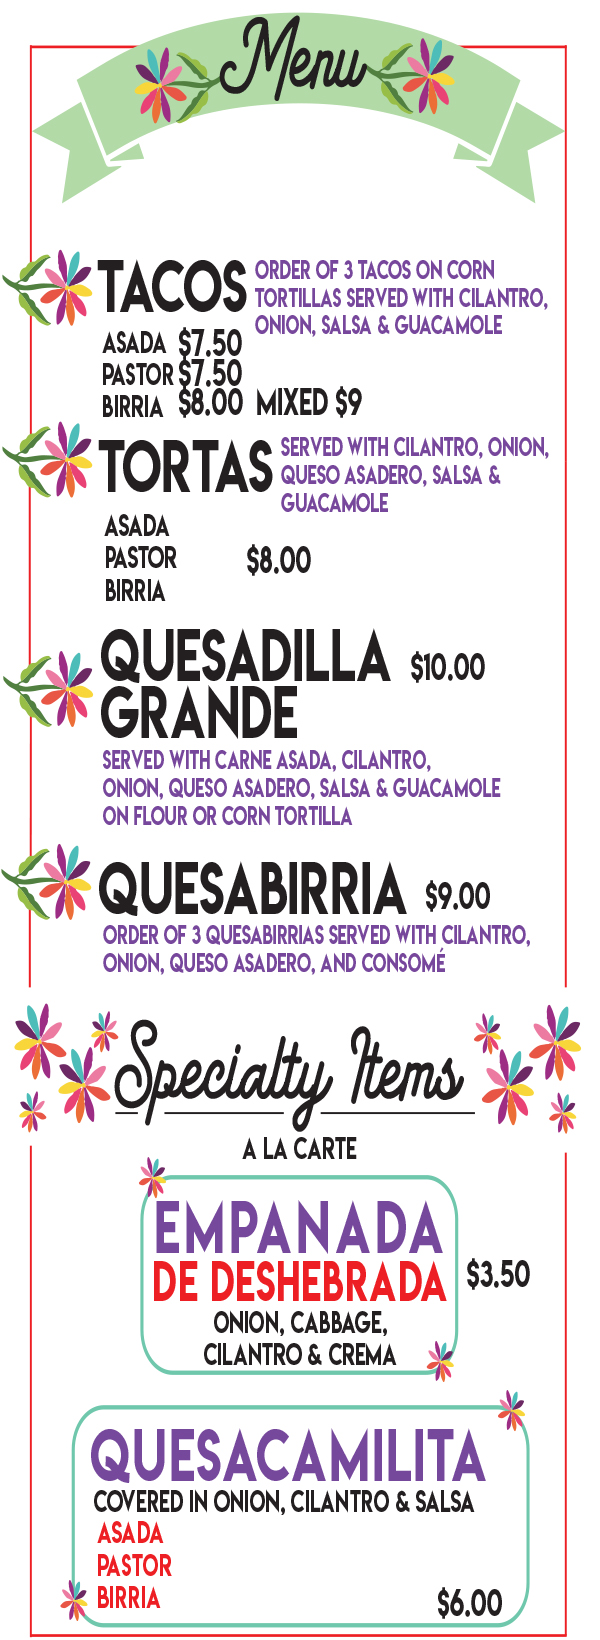 Menu
TACOS
ORDER OF 3 TACOS ON CORN
TORTILLAS SERVED WITH CILANTRO,
ONION, SALSA & GUACAMOLE
ASADA $7.50
PASTOR $7.50
BIRRIA $8.00 MIXED $9
TORTAS
SERVED WITH CILANTRO, ONION,
QUESO ASADERO, SALSA &
GUACAMOLE
ASADA
PASTOR $8.00
BIRRIA
QUESADILLA $10.00
GRANDE
SERVED WITH CARNE ASADA, CILANTRO,
ONION, QUESO ASADERO, SALSA & GUACAMOLE
ON FLOUR OR CORN TORTILLA
QUESABIRRIA $9.00
ORDER OF 3 QUESABIRRIAS SERVED WITH CILANTRO,
ONION, QUESO ASADERO, AND CONSOMÉ
Specialty Items
A LA CARTE
EMPANADA
DE DESHEBRADA $3.50
ONION, CABBAGE,
CILANTRO & CREMA
QUESACAMILITA
COVERED IN ONION, CILANTRO & SALSA
ASADA
PASTOR
BIRRIA $6.00